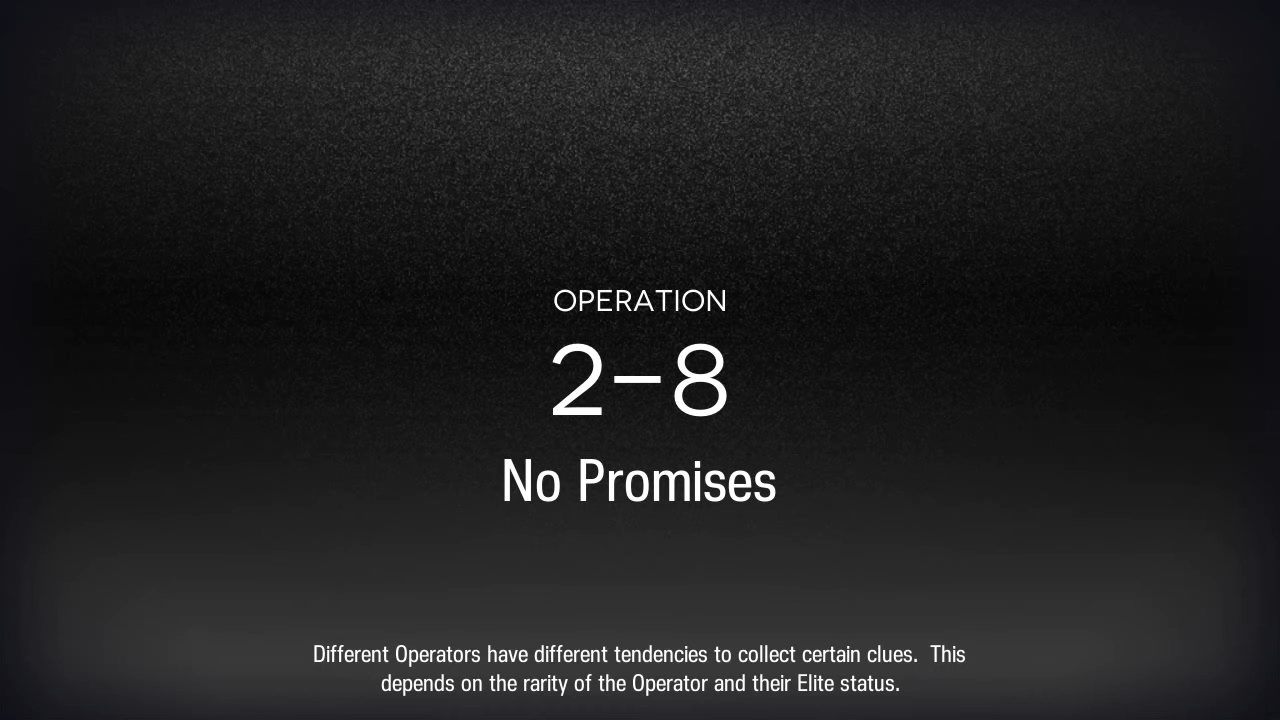 OPERATION
2-8
No Promises
Different Operators have different tendencies to collect certain clues.  This
depends on the rarity of the Operator and their Elite status.